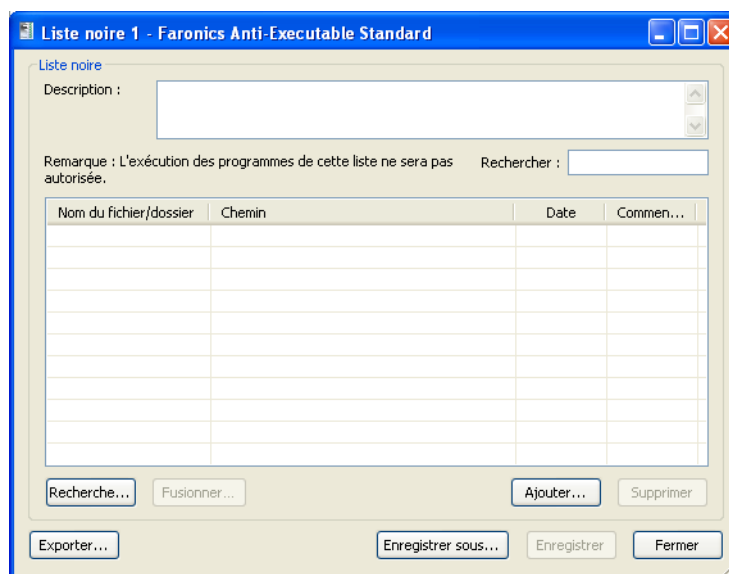 Liste noire 1 - Faronics Anti-Executable Standard
Liste noire
Description :
Remarque : L'exécution des programmes de cette liste ne sera pas
autorisée.
Rechercher :
Nom du fichier/dossier Chemin Date Commen...
Recherche... Fusionner... Ajouter... Supprimer
Exporter... Enregistrer sous... Enregistrer Fermer